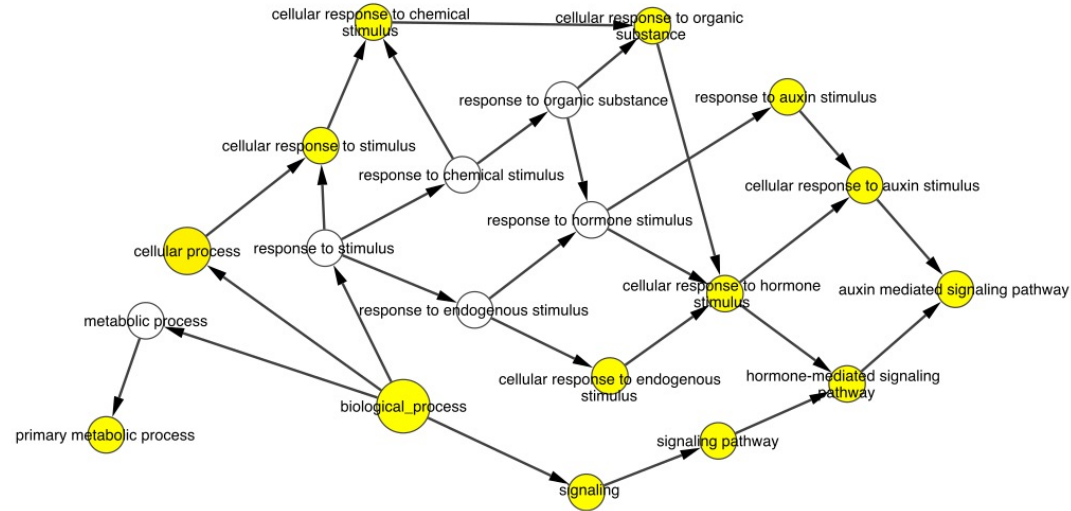 cellular response to chemical
stimulus
cellular response to organic
substance
response to organic substance
response to auxin stimulus
cellular response to stimulus
response to chemical stimulus
cellular response to auxin stimulus
response to hormone stimulus
cellular process
response to stimulus
cellular response to hormone
stimulus
auxin mediated signaling pathway
response to endogenous stimulus
metabolic process
cellular response to endogenous
stimulus
hormone-mediated signaling
pathway
biological_process
primary metabolic process
signaling pathway
signaling